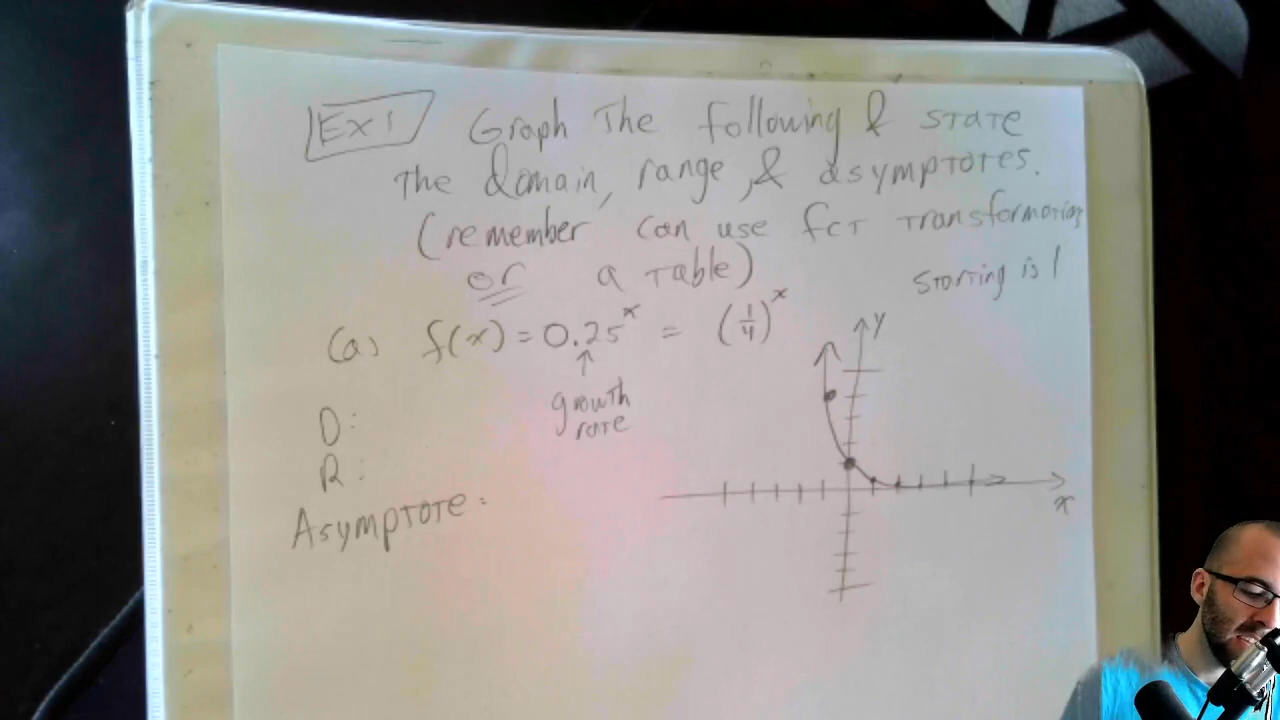 Ex 1 Graph The following & state
the domain, range, & asymptotes.
(remember can use fct transformations
or a table)
starting is 1
(a) f(x) = 0.25^x = (1/4)^x
↑
growth
rate
D:
R:
Asymptote:
y
x